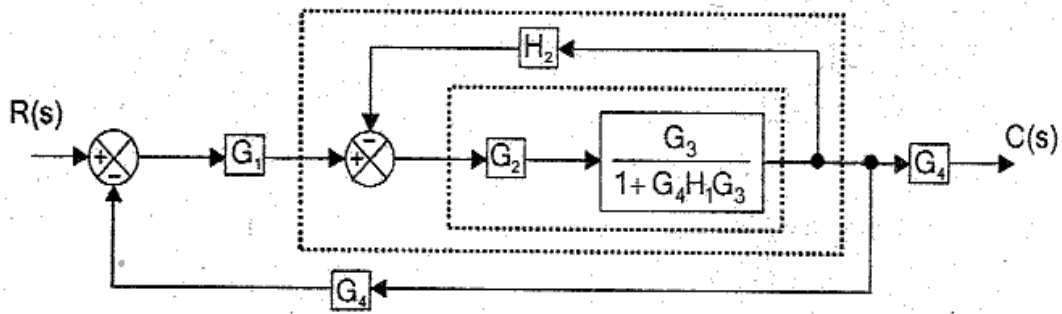 H₂
R(s)
+
−
G₁
+
−
G₂
G₃
1+G₄H₁G₃
G₄
C(s)
G₄